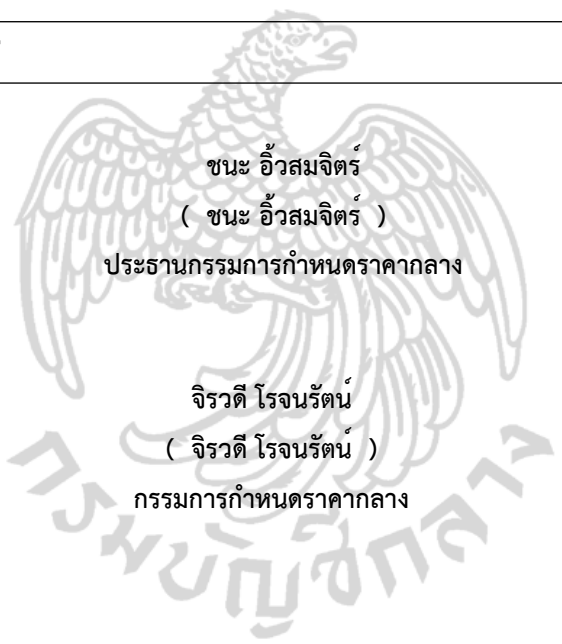 ชนะ อิ้วสมจิตร์
( ชนะ อิ้วสมจิตร์ )
ประธานกรรมการกำหนดราคากลาง
จิรวดี โรจนรัตน์
( จิรวดี โรจนรัตน์ )
กรรมการกำหนดราคากลาง
กรมบัญชีกลาง